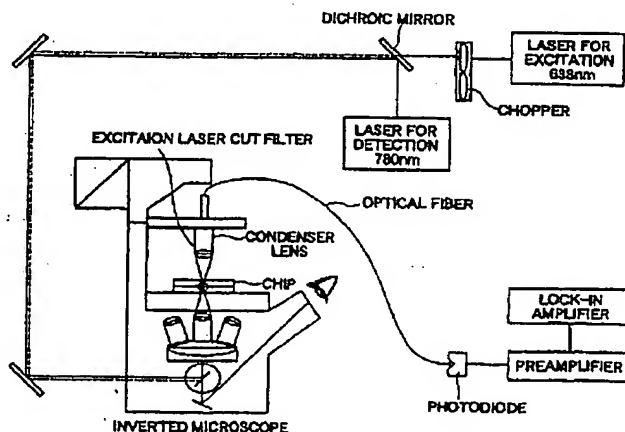 DICHROIC MIRROR
LASER FOR
EXCITATION
638nm
CHOPPER
LASER FOR
DETECTION
780nm
EXCITAION LASER CUT FILTER
OPTICAL FIBER
CONDENSER
LENS
CHIP
LOCK-IN
AMPLIFIER
PREAMPLIFIER
PHOTODIODE
INVERTED MICROSCOPE